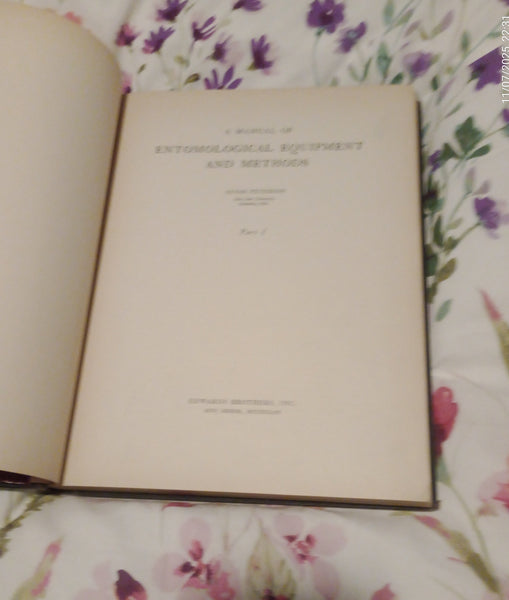 A MANUAL OF
ENTOMOLOGICAL EQUIPMENT
AND METHODS
PETERSON
Part I
EDWARDS BROTHERS, INC.
ANN ARBOR, MICHIGAN
11/07/2025 22:31